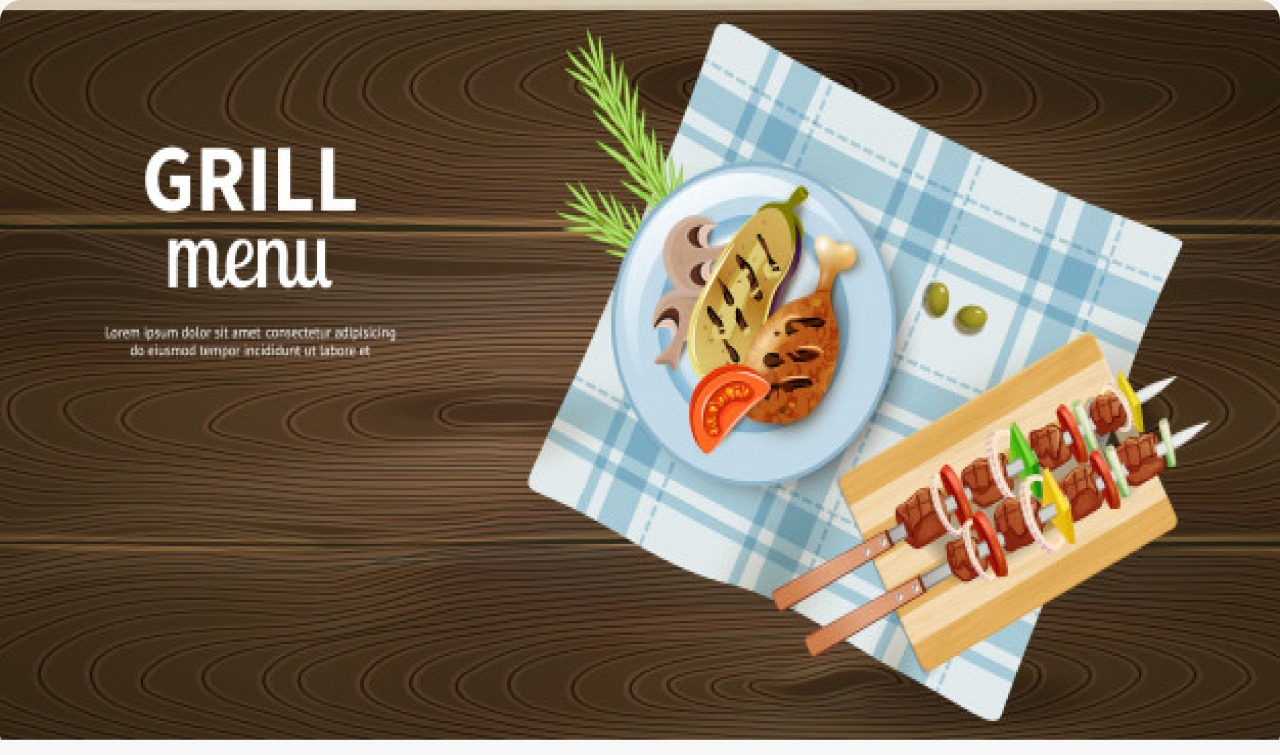 GRILL
menu
Lorem ipsum dolor sit amet consectetur adipisicing
do eiusmod tempor incididunt ut labore et